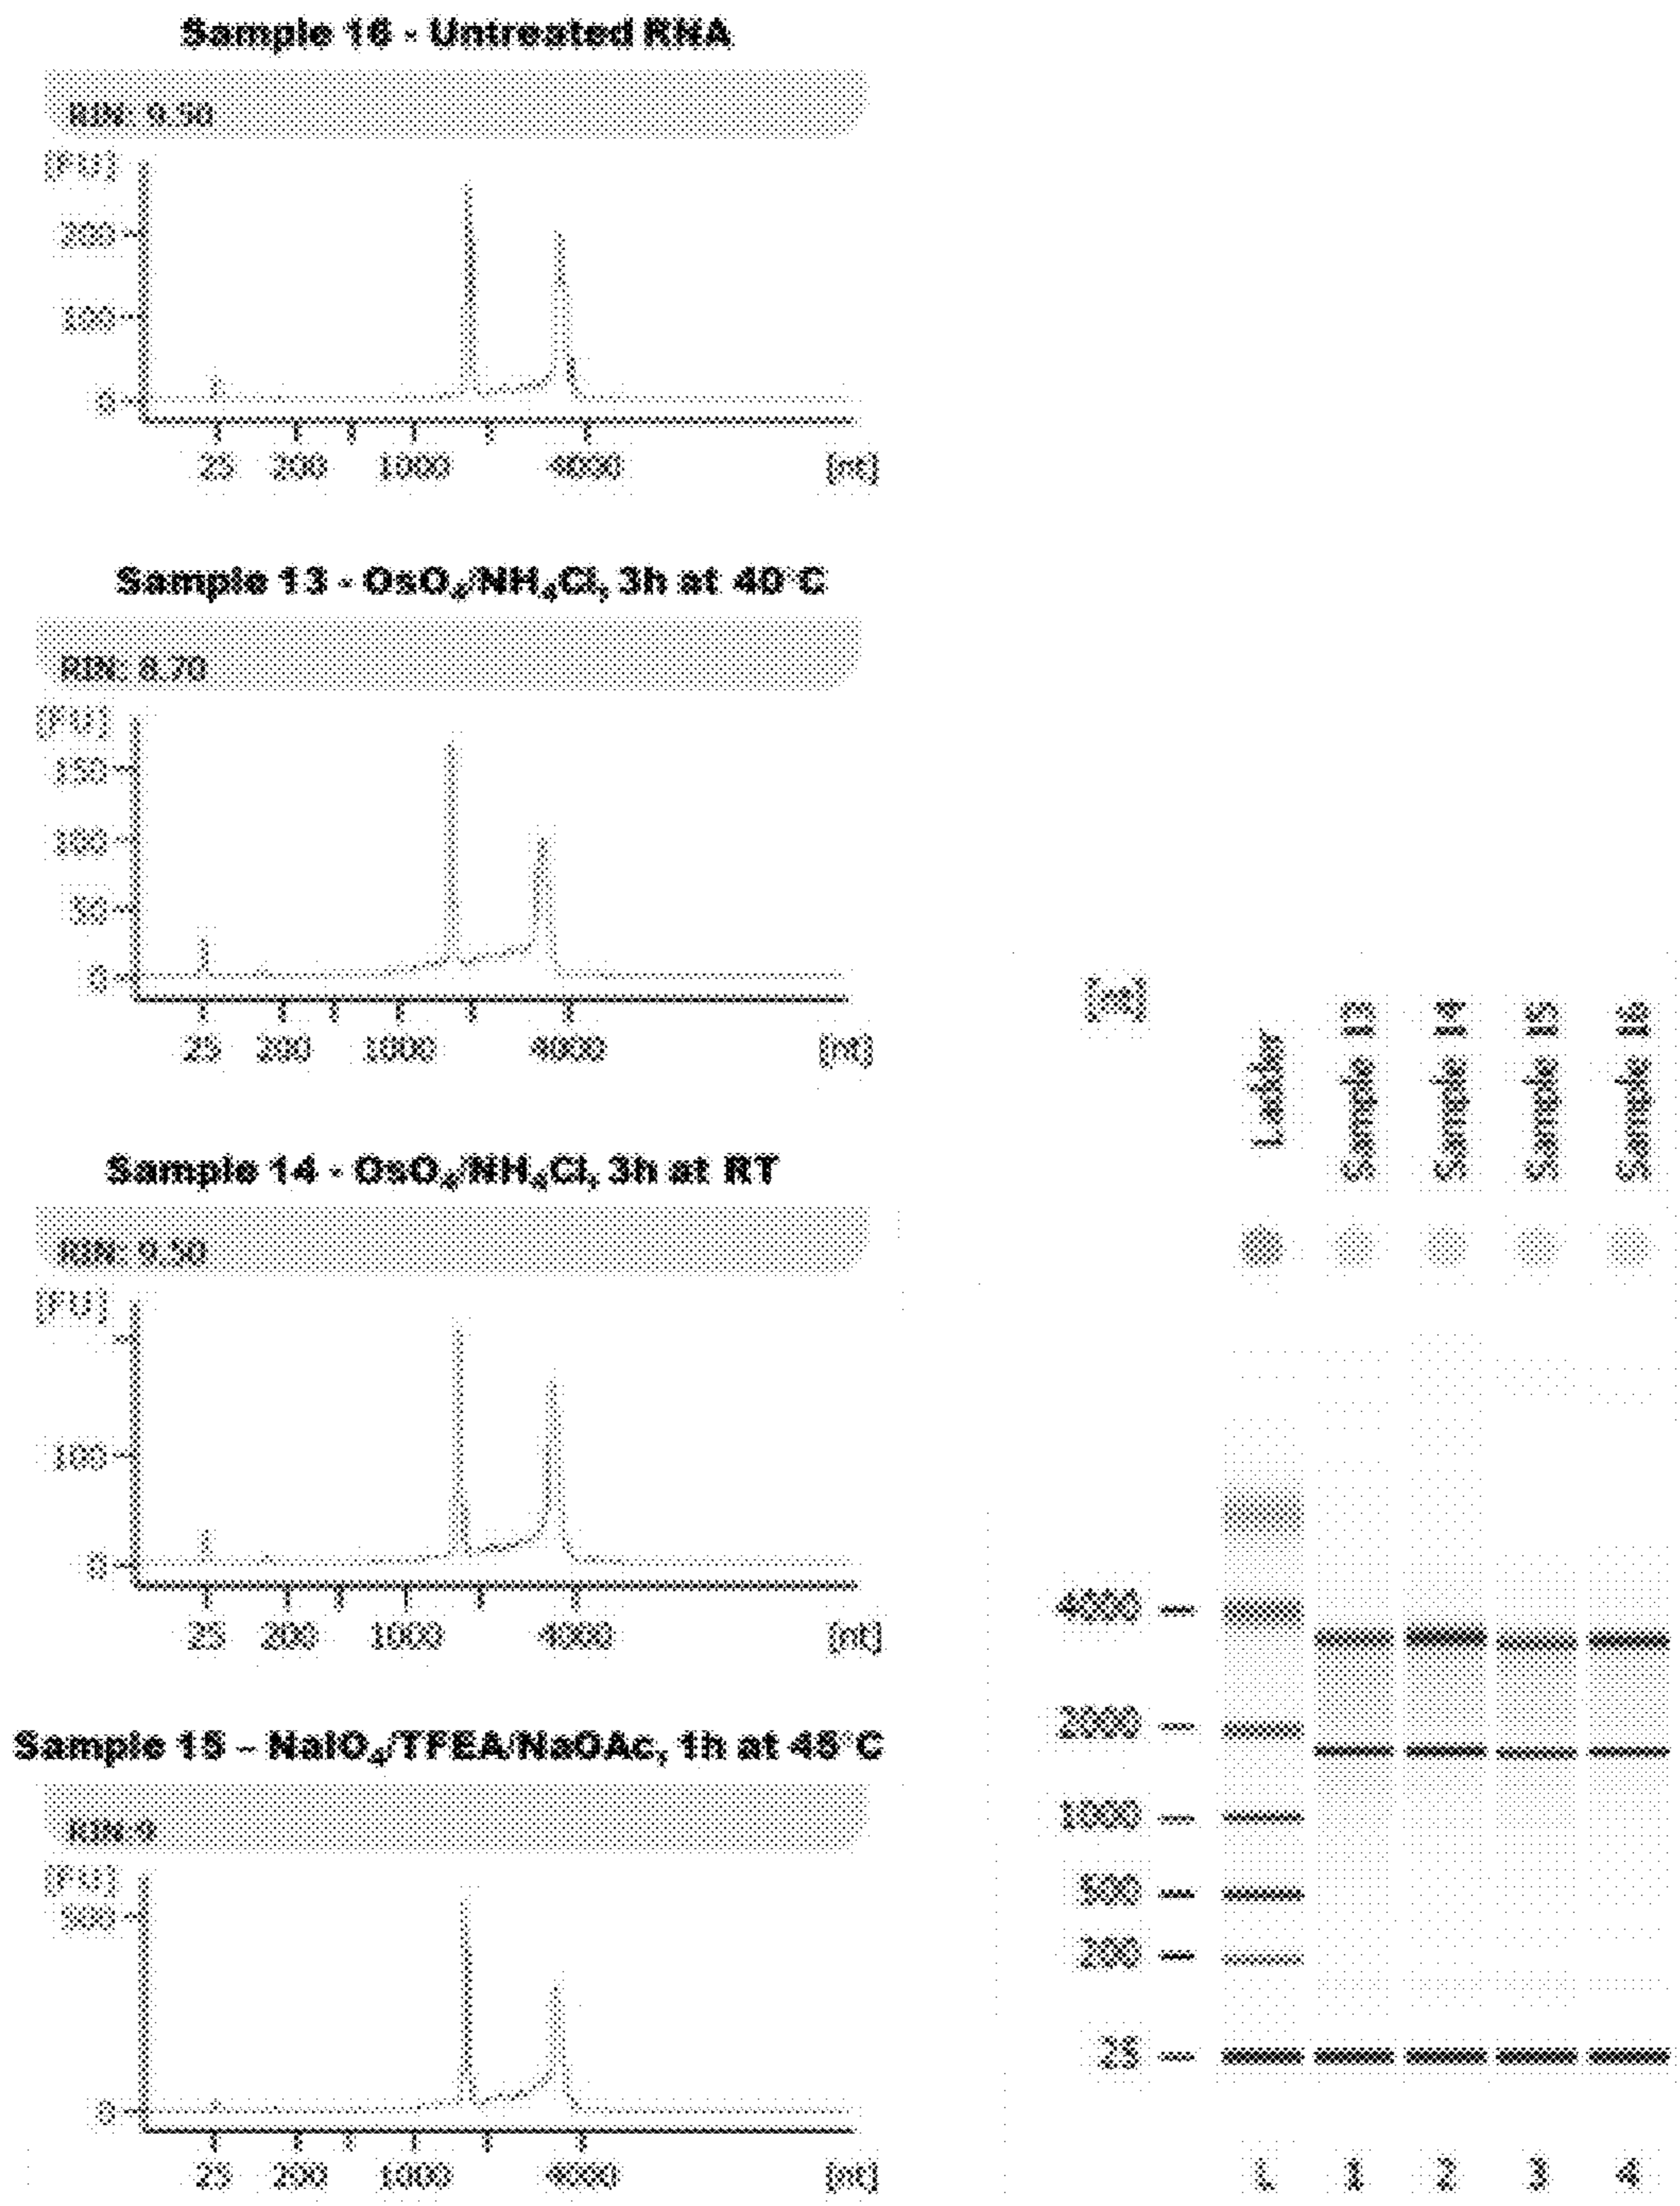 Sample 16 - Untreated RNA
RIN: 9.50
[FU]
200
100
0
25 200 1000 4000 [nt]
Sample 13 - OsO4/NH4Cl, 3h at 40°C
RIN: 8.70
[FU]
150
100
50
0
25 200 1000 4000 [nt]
Sample 14 - OsO4/NH4Cl, 3h at RT
RIN: 9.50
[FU]
100
0
25 200 1000 4000 [nt]
Sample 15 – NaIO4/TFEA/NaOAc, 1h at 45°C
RIN:9
[FU]
0
25 200 1000 4000 [nt]
[nt]
Ladder
Sample 13
Sample 14
Sample 15
Sample 16
4000
2000
1000
500
200
25
L 1 2 3 4